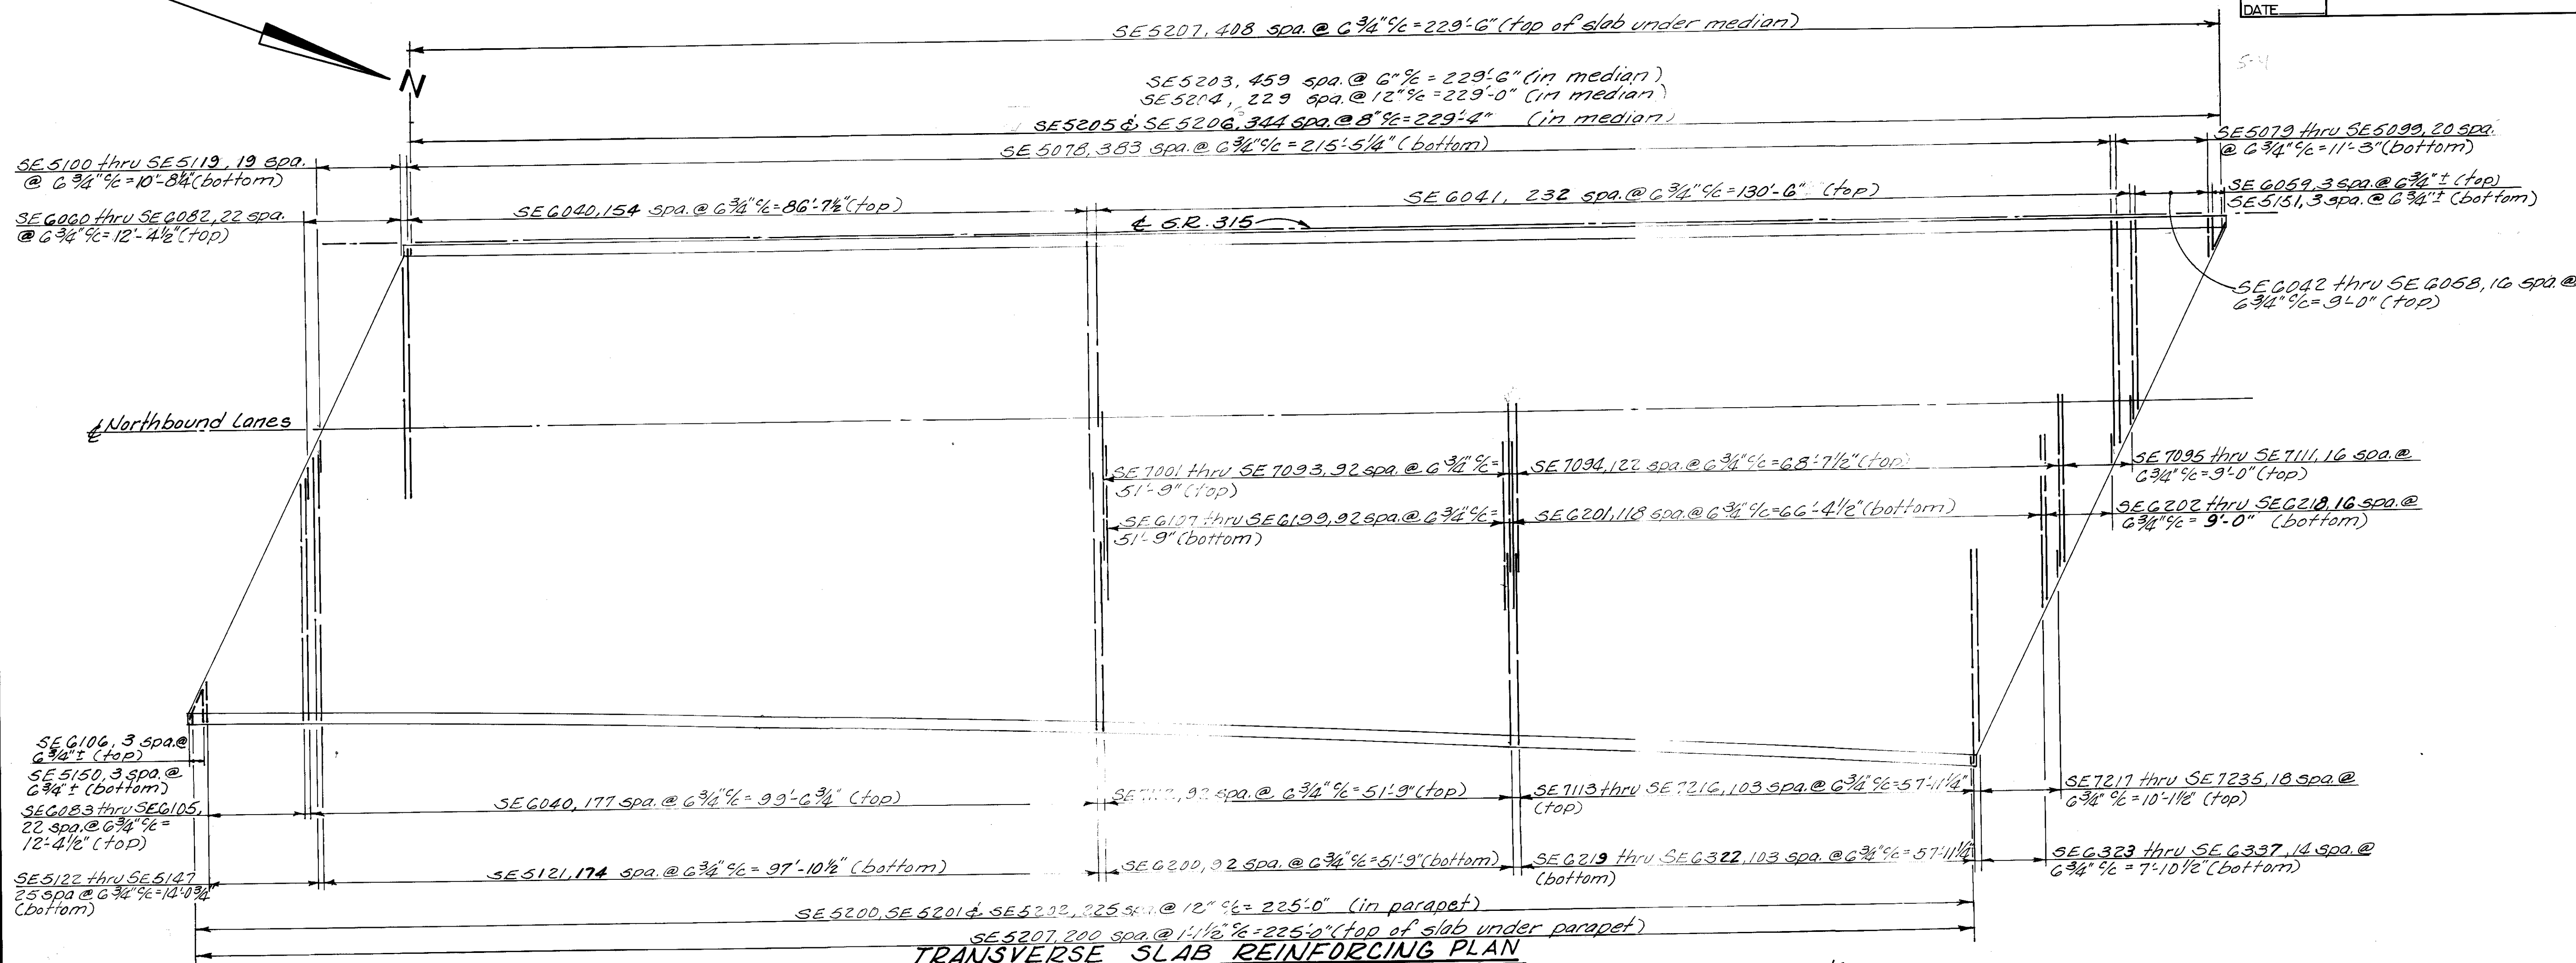 DATE
SE5207, 408 spa. @ 6 3/4" c/c = 229'-6" (top of slab under median)
N
SE5203, 459 spa. @ 6" c/c = 229'-6" (in median)
SE5204, 229 spa. @ 12" c/c = 229'-0" (in median)
SE5205 & SE5206, 344 spa. @ 8" c/c = 229'-4" (in median)
SE5078, 383 spa. @ 6 3/4" c/c = 215'-5 1/4" (bottom)
SE5079 thru SE5099, 20 spa.
@ 6 3/4" c/c = 11'-3" (bottom)
SE5100 thru SE5119, 19 spa.
@ 6 3/4" c/c = 10'-8 1/4" (bottom)
SE6060 thru SE6082, 22 spa.
@ 6 3/4" c/c = 12'-4 1/2" (top)
SE6040, 154 spa. @ 6 3/4" c/c = 86'-7 1/2" (top)
SE6041, 232 spa. @ 6 3/4" c/c = 130'-6" (top)
SE6059, 3 spa. @ 6 3/4" ± (top)
SE5151, 3 spa. @ 6 3/4" ± (bottom)
℄ S.R. 315
SE6042 thru SE6058, 16 spa. @
6 3/4" c/c = 9'-0" (top)
℄ Northbound Lanes
SE7001 thru SE7093, 92 spa. @ 6 3/4" c/c =
51'-9" (top)
SE7094, 122 spa. @ 6 3/4" c/c = 68'-7 1/2" (top)
SE7095 thru SE7111, 16 spa. @
6 3/4" c/c = 9'-0" (top)
SE6107 thru SE6199, 92 spa. @ 6 3/4" c/c =
51'-9" (bottom)
SE6201, 118 spa. @ 6 3/4" c/c = 66'-4 1/2" (bottom)
SE6202 thru SE6218, 16 spa. @
6 3/4" c/c = 9'-0" (bottom)
SE6106, 3 spa. @
6 3/4" ± (top)
SE5150, 3 spa. @
6 3/4" ± (bottom)
SE6083 thru SE6105,
22 spa. @ 6 3/4" c/c =
12'-4 1/2" (top)
SE6040, 177 spa. @ 6 3/4" c/c = 99'-6 3/4" (top)
92 spa. @ 6 3/4" c/c = 51'-9" (top)
SE7113 thru SE7216, 103 spa. @ 6 3/4" c/c = 57'-11 1/4"
(top)
SE7217 thru SE7235, 18 spa. @
6 3/4" c/c = 10'-1 1/2" (top)
SE5122 thru SE5147
25 spa @ 6 3/4" c/c = 14'-0 3/4"
(bottom)
SE5121, 174 spa. @ 6 3/4" c/c = 97'-10 1/2" (bottom)
SE6200, 92 spa. @ 6 3/4" c/c = 51'-9" (bottom)
SE6219 thru SE6322, 103 spa. @ 6 3/4" c/c = 57'-11 1/4"
(bottom)
SE6323 thru SE6337, 14 spa. @
6 3/4" c/c = 7'-10 1/2" (bottom)
SE5200, SE5201 & SE5202, 225 spa. @ 12" c/c = 225'-0" (in parapet)
SE5207, 200 spa. @ 1'-1 1/2" c/c = 225'-0" (top of slab under parapet)
TRANSVERSE SLAB REINFORCING PLAN